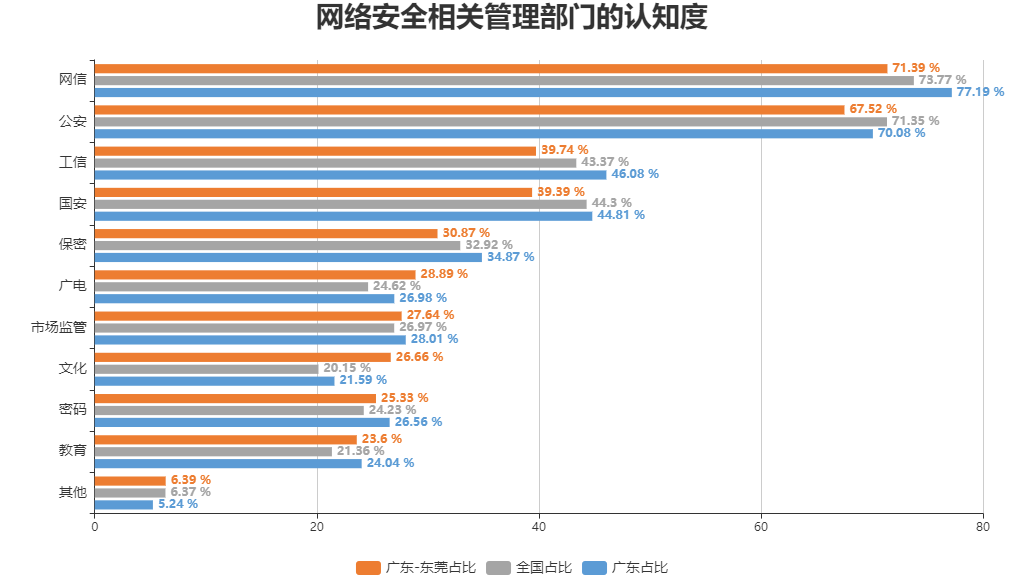 网络安全相关管理部门的认知度
网信
71.39 %
73.77 %
77.19 %
公安
67.52 %
71.35 %
70.08 %
工信
39.74 %
43.37 %
46.08 %
国安
39.39 %
44.3 %
44.81 %
保密
30.87 %
32.92 %
34.87 %
广电
28.89 %
24.62 %
26.98 %
市场监管
27.64 %
26.97 %
28.01 %
文化
26.66 %
20.15 %
21.59 %
密码
25.33 %
24.23 %
26.56 %
教育
23.6 %
21.36 %
24.04 %
其他
6.39 %
6.37 %
5.24 %
0 20 40 60 80
广东-东莞占比 全国占比 广东占比